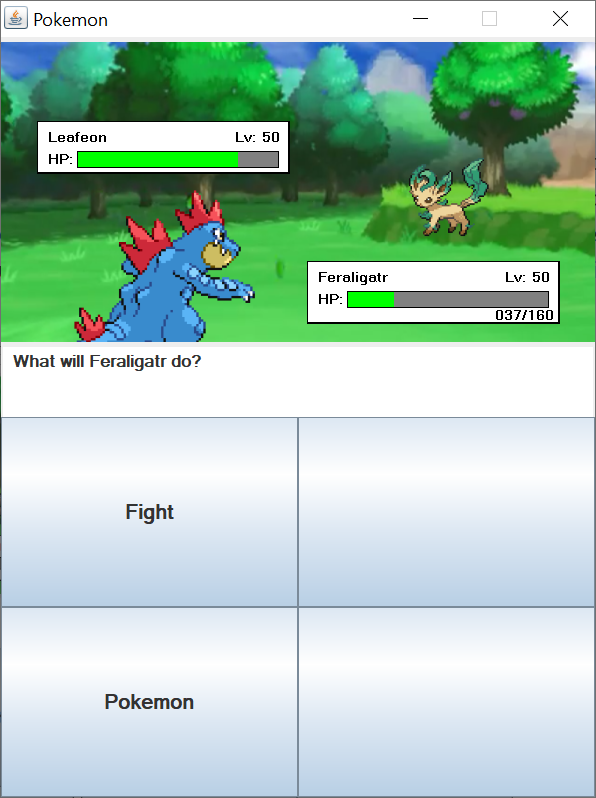 Pokemon
Leafeon Lv: 50
HP:
Feraligatr Lv: 50
HP:
037/160
What will Feraligatr do?
Fight
Pokemon